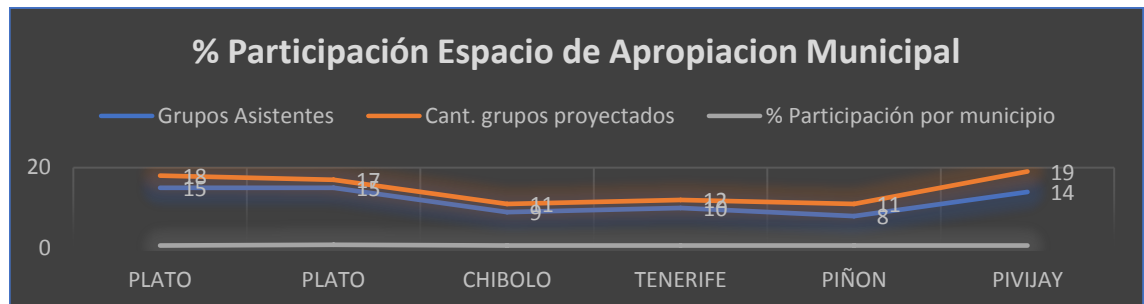 % Participación Espacio de Apropiacion Municipal
Grupos Asistentes Cant. grupos proyectados % Participación por municipio
20
18 17 11 12 11 19
15 15 9 10 8 14
0
PLATO PLATO CHIBOLO TENERIFE PIÑON PIVIJAY